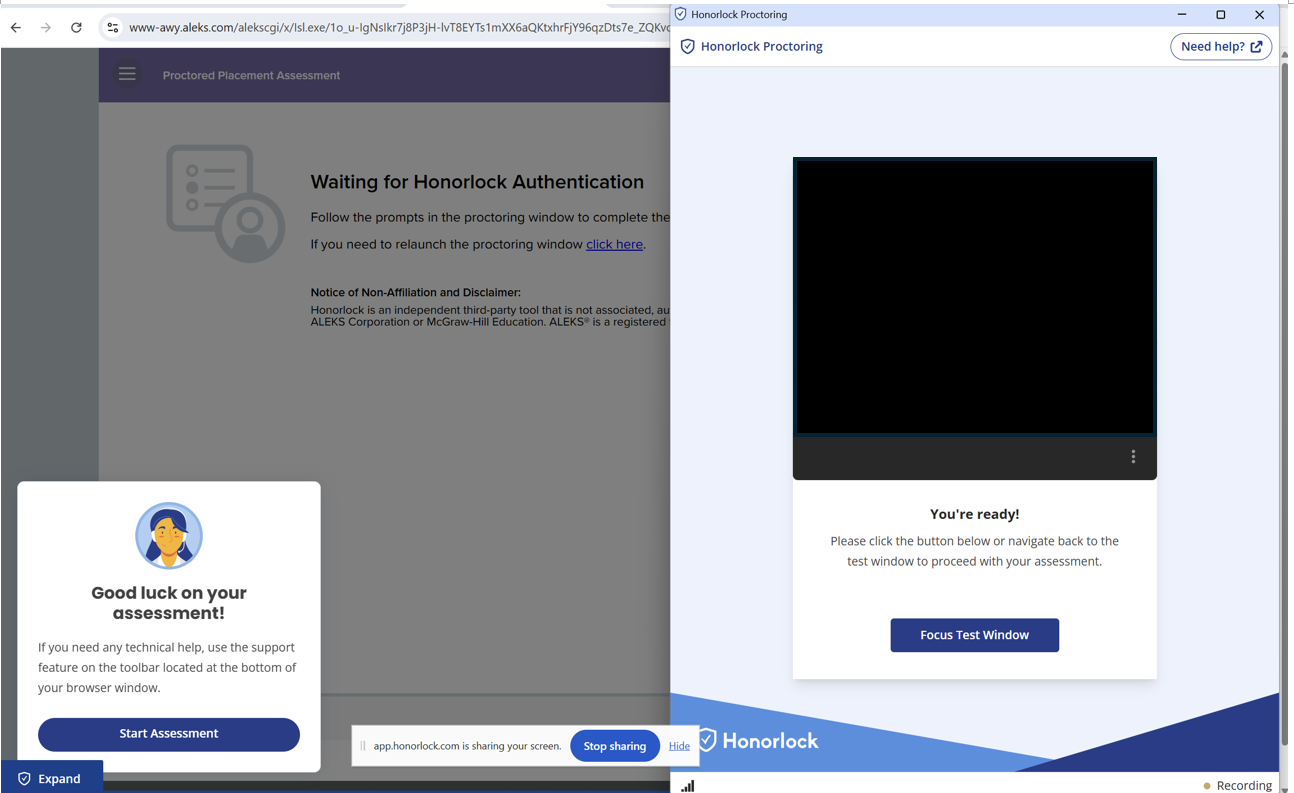 www-awy.aleks.com/alekscgi/x/Isl.exe/1o_u-IgNsIkr7j8P3jH-lvT8EYTs1mXX6aQKtxhrFjY96qzDts7e_ZQKv
Proctored Placement Assessment
Waiting for Honorlock Authentication
Follow the prompts in the proctoring window to complete the
If you need to relaunch the proctoring window click here.
Notice of Non-Affiliation and Disclaimer:
Honorlock is an independent third-party tool that is not associated, au
ALEKS Corporation or McGraw-Hill Education. ALEKS® is a registered
Good luck on your
assessment!
If you need any technical help, use the support
feature on the toolbar located at the bottom of
your browser window.
Start Assessment
Expand
app.honorlock.com is sharing your screen.
Stop sharing
Hide
Honorlock Proctoring
Honorlock Proctoring
Need help?
You're ready!
Please click the button below or navigate back to the
test window to proceed with your assessment.
Focus Test Window
Honorlock
Recording